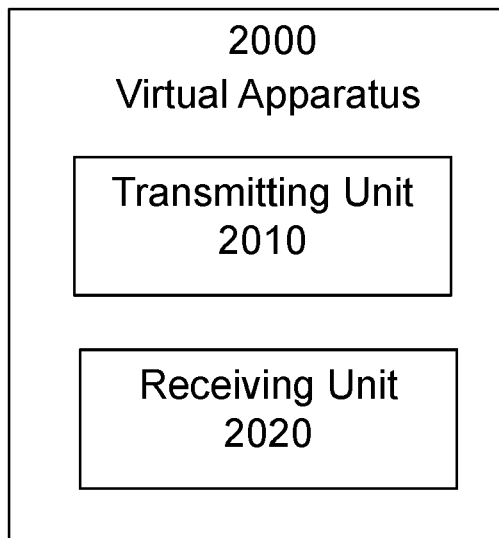 2000
Virtual Apparatus
Transmitting Unit
2010
Receiving Unit
2020